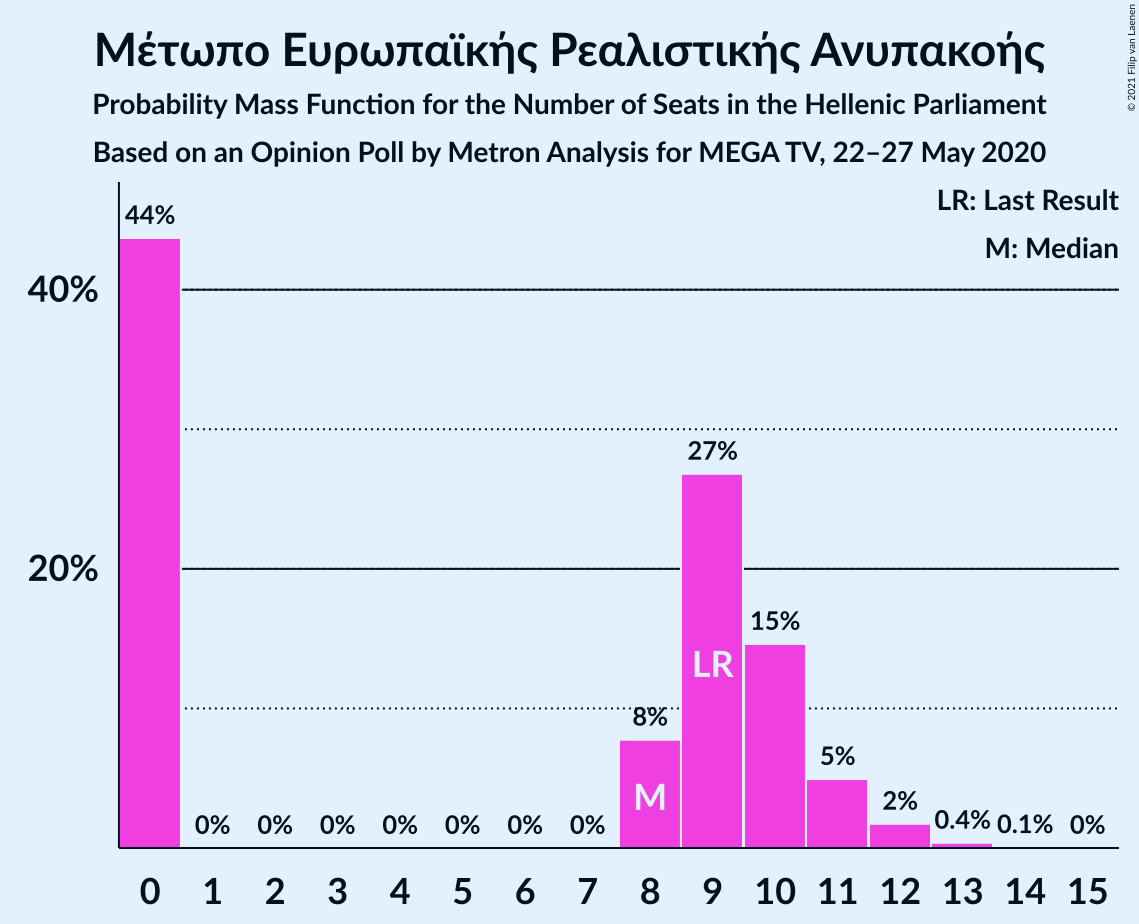 Μέτωπο Ευρωπαϊκής Ρεαλιστικής Ανυπακοής
Probability Mass Function for the Number of Seats in the Hellenic Parliament
Based on an Opinion Poll by Metron Analysis for MEGA TV, 22–27 May 2020
© 2021 Filip van Laenen
LR: Last Result
M: Median
44%
40%
27%
20%
15%
LR
8%
5%
M
2%
0% 0% 0% 0% 0% 0% 0% 0.4% 0.1% 0%
0 1 2 3 4 5 6 7 8 9 10 11 12 13 14 15